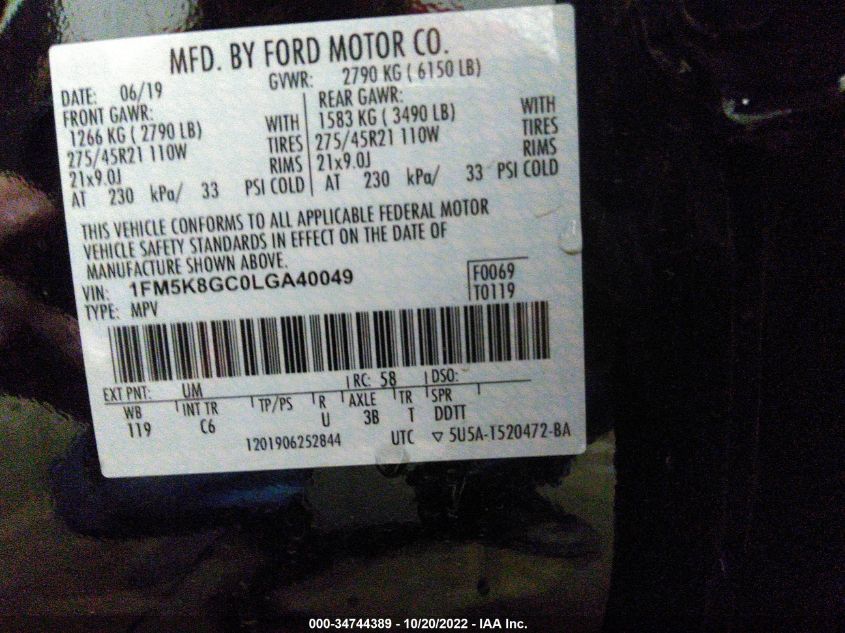 MFD. BY FORD MOTOR CO.
DATE: 06/19 GVWR: 2790 KG ( 6150 LB)
FRONT GAWR: REAR GAWR:
1266 KG ( 2790 LB) WITH 1583 KG ( 3490 LB) WITH
275/45R21 110W TIRES 275/45R21 110W TIRES
21x9.0J RIMS 21x9.0J RIMS
AT 230 kPa/ 33 PSI COLD AT 230 kPa/ 33 PSI COLD
THIS VEHICLE CONFORMS TO ALL APPLICABLE FEDERAL MOTOR
VEHICLE SAFETY STANDARDS IN EFFECT ON THE DATE OF
MANUFACTURE SHOWN ABOVE.
VIN: 1FM5K8GC0LGA40049 F0069
TYPE: MPV T0119
EXT PNT: UM RC: 58 DSO:
WB INT TR TP/PS R AXLE TR SPR
119 C6 U 3B T DDTT
1201906252844 UTC ▽ 5U5A-1520472-BA
000-34744389 - 10/20/2022 - IAA Inc.